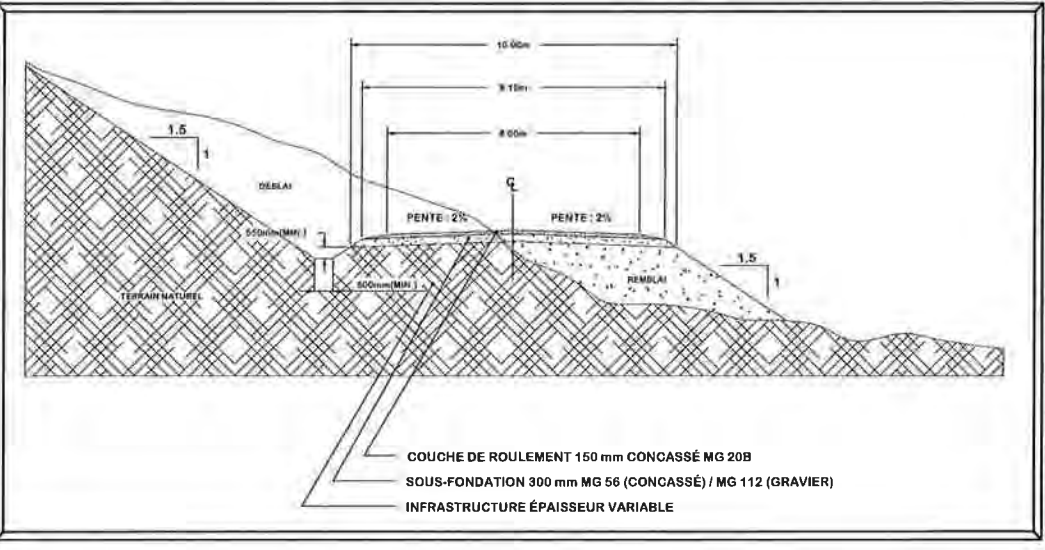 10.00m
9.10m
8.00m
1.5
1
DÉBLAI
℄
PENTE : 2%
PENTE : 2%
550mm(MIN.)
1.5
1
REMBLAI
500mm(MIN.)
TERRAIN NATUREL
COUCHE DE ROULEMENT 150 mm CONCASSÉ MG 20B
SOUS-FONDATION 300 mm MG 56 (CONCASSÉ) / MG 112 (GRAVIER)
INFRASTRUCTURE ÉPAISSEUR VARIABLE